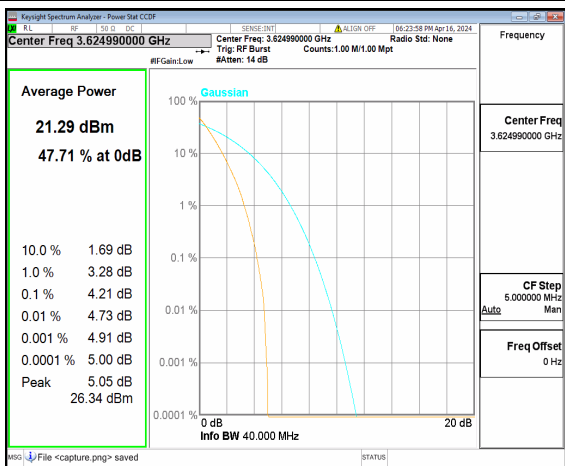 Keysight Spectrum Analyzer - Power Stat CCDF
RL RF 50 Ω DC SENSE:INT ALIGN OFF 06:23:58 PM Apr 16, 2024
Center Freq 3.624990000 GHz
Center Freq: 3.624990000 GHz Radio Std: None
Trig: RF Burst Counts:1.00 M/1.00 Mpt
#IFGain:Low #Atten: 14 dB
Frequency
Average Power
21.29 dBm
47.71 % at 0dB
10.0 % 1.69 dB
1.0 % 3.28 dB
0.1 % 4.21 dB
0.01 % 4.73 dB
0.001 % 4.91 dB
0.0001 % 5.00 dB
Peak 5.05 dB
26.34 dBm
Gaussian
100 %
10 %
1 %
0.1 %
0.01 %
0.001 %
0.0001 %
0 dB 20 dB
Info BW 40.000 MHz
Center Freq
3.624990000 GHz
CF Step
5.000000 MHz
Auto Man
Freq Offset
0 Hz
MSG File <capture.png> saved STATUS